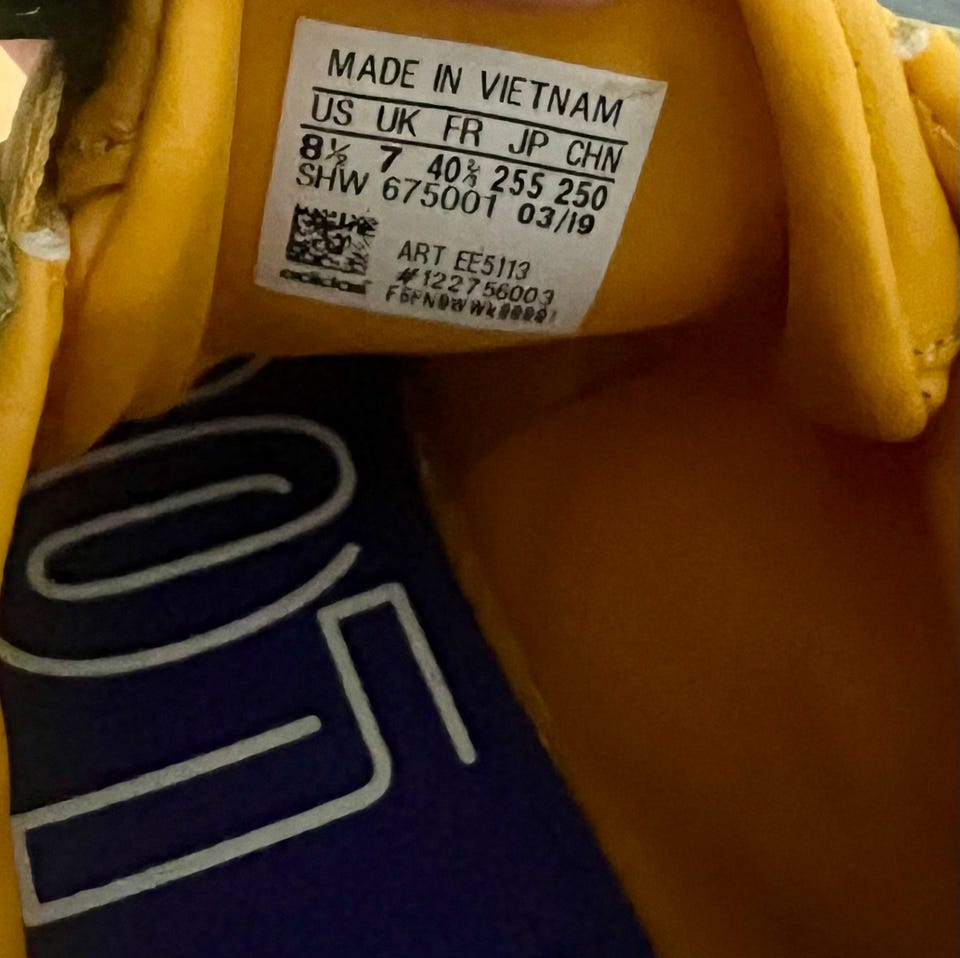 MADE IN VIETNAM
US UK FR JP CHN
8½ 7 40⅔ 255 250
SHW 675001 03/19
ART EE5113
#122756003
adidas